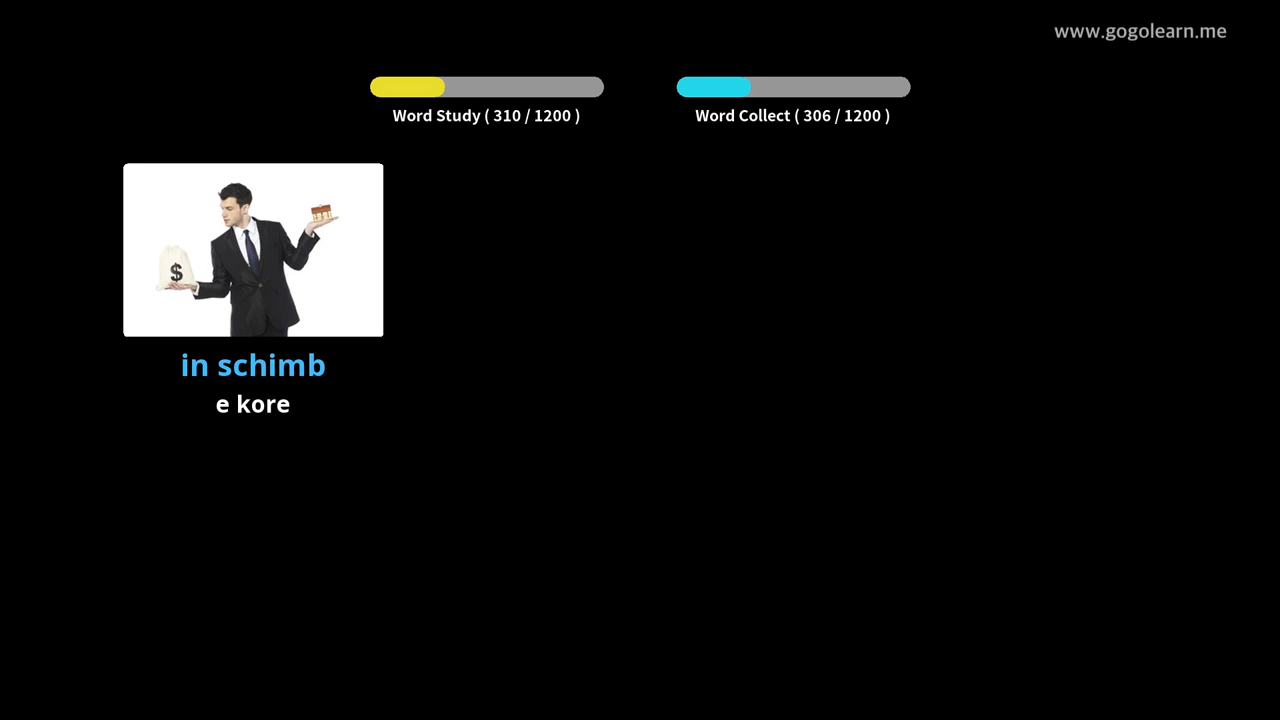 www.gogolearn.me
Word Study ( 310 / 1200 )
Word Collect ( 306 / 1200 )
$
in schimb
e kore